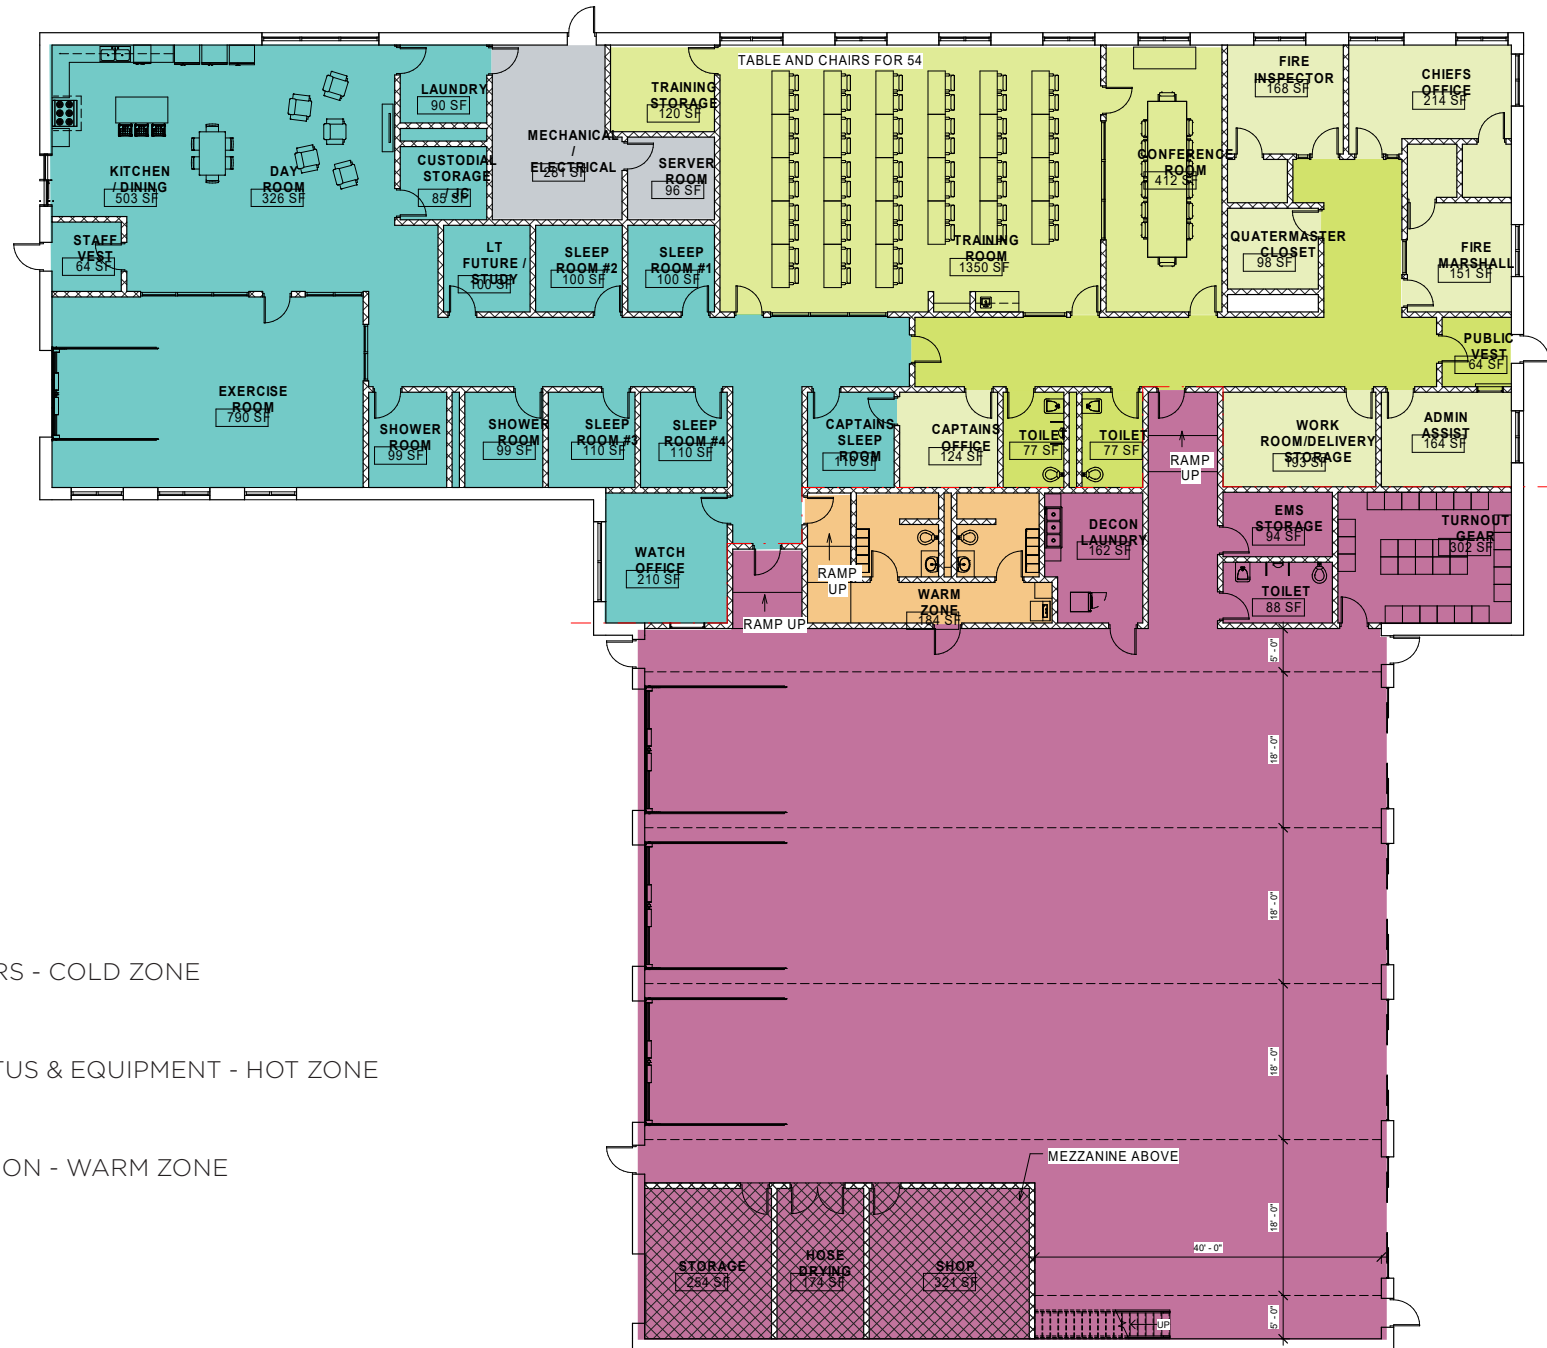 TABLE AND CHAIRS FOR 54
LAUNDRY
90 SF
TRAINING
STORAGE
120 SF
FIRE
INSPECTOR
168 SF
CHIEFS
OFFICE
214 SF
MECHANICAL
/
ELECTRICAL
281 SF
KITCHEN
/ DINING
503 SF
DAY
ROOM
326 SF
CUSTODIAL
STORAGE
/ JC
85 SF
SERVER
ROOM
96 SF
CONFERENCE
ROOM
412 SF
STAFF
VEST
64 SF
LT
FUTURE /
STUDY
100 SF
SLEEP
ROOM #2
100 SF
SLEEP
ROOM #1
100 SF
TRAINING
ROOM
1350 SF
QUATERMASTER
CLOSET
98 SF
FIRE
MARSHALL
151 SF
PUBLIC
VEST
64 SF
EXERCISE
ROOM
790 SF
SHOWER
ROOM
99 SF
SHOWER
ROOM
99 SF
SLEEP
ROOM #3
110 SF
SLEEP
ROOM #4
110 SF
CAPTAINS
SLEEP
ROOM
110 SF
CAPTAINS
OFFICE
124 SF
TOILET
77 SF
TOILET
77 SF
RAMP
UP
WORK
ROOM/DELIVERY
STORAGE
193 SF
ADMIN
ASSIST
164 SF
WATCH
OFFICE
210 SF
RAMP UP
RAMP
UP
WARM
ZONE
184 SF
DECON
LAUNDRY
162 SF
EMS
STORAGE
94 SF
TOILET
88 SF
TURNOUT
GEAR
302 SF
5' - 0"
18' - 0"
18' - 0"
18' - 0"
18' - 0"
5' - 0"
40' - 0"
RS - COLD ZONE
TUS & EQUIPMENT - HOT ZONE
ION - WARM ZONE
MEZZANINE ABOVE
STORAGE
254 SF
HOSE
DRYING
174 SF
SHOP
321 SF
UP